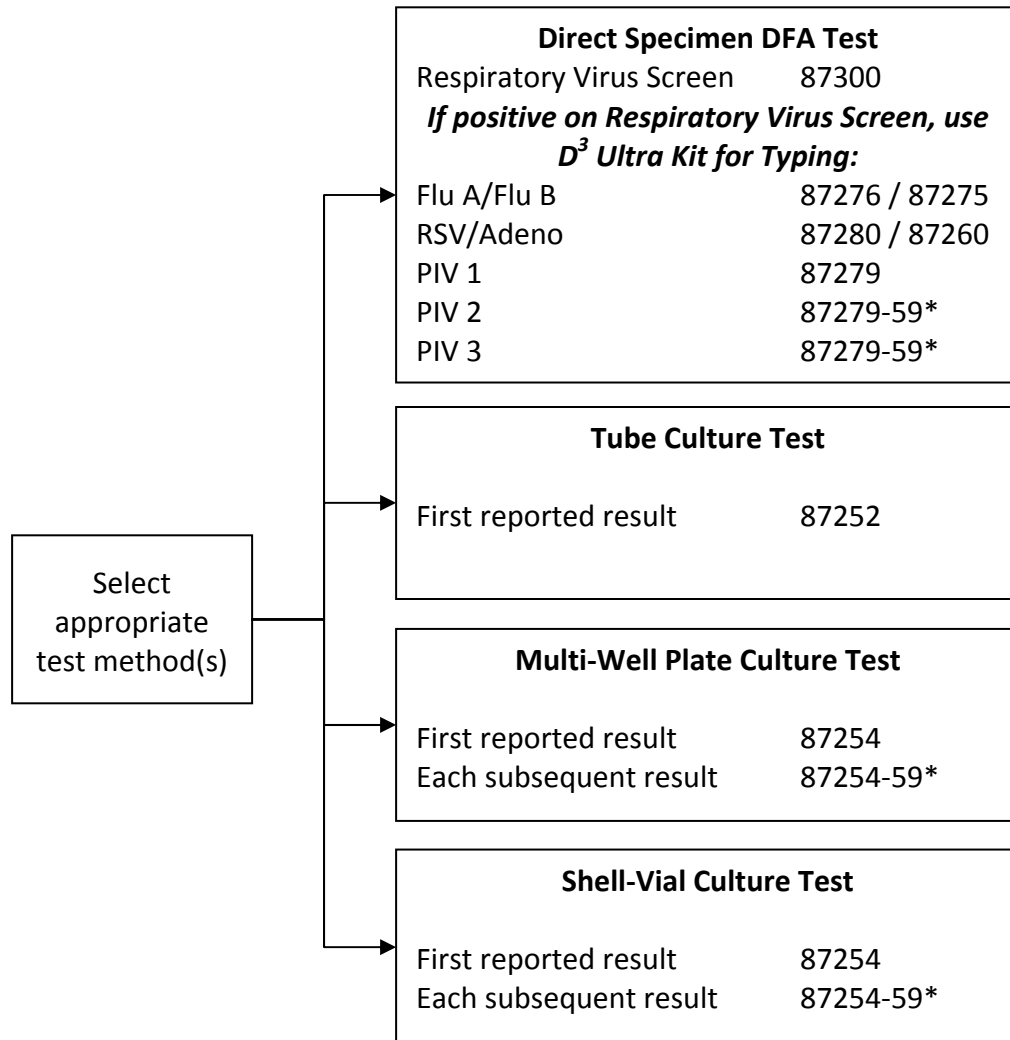 Select
appropriate
test method(s)
Direct Specimen DFA Test
Respiratory Virus Screen 87300
If positive on Respiratory Virus Screen, use
D³ Ultra Kit for Typing:
Flu A/Flu B 87276 / 87275
RSV/Adeno 87280 / 87260
PIV 1 87279
PIV 2 87279-59*
PIV 3 87279-59*
Tube Culture Test
First reported result 87252
Multi-Well Plate Culture Test
First reported result 87254
Each subsequent result 87254-59*
Shell-Vial Culture Test
First reported result 87254
Each subsequent result 87254-59*